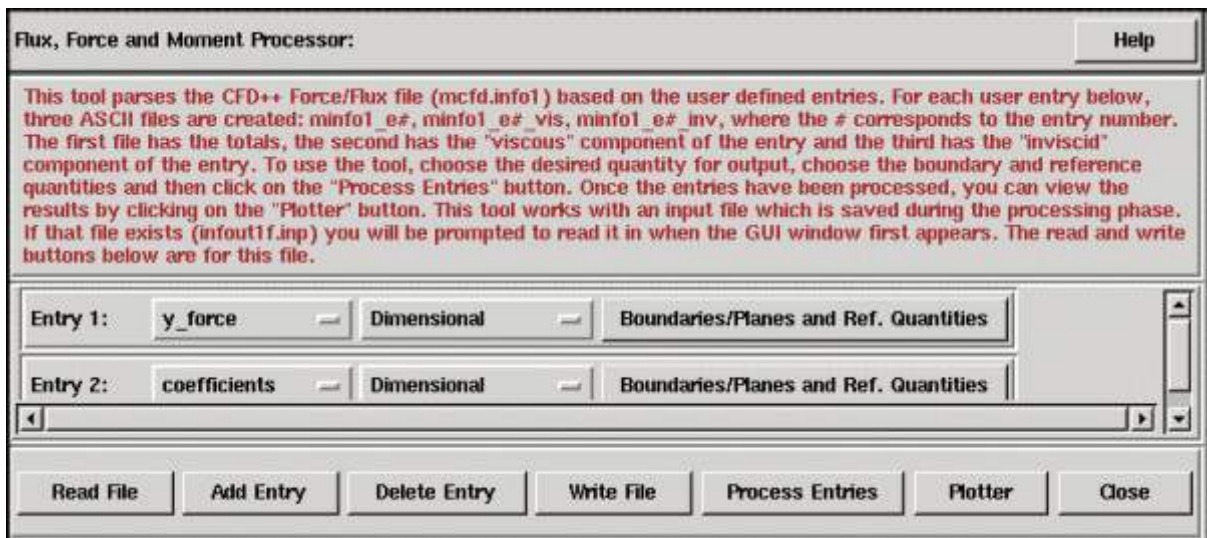 Flux, Force and Moment Processor:
Help
This tool parses the CFD++ Force/Flux file (mcfd.info1) based on the user defined entries. For each user entry below,
three ASCII files are created: minfo1_e#, minfo1_e#_vis, minfo1_e#_inv, where the # corresponds to the entry number.
The first file has the totals, the second has the "viscous" component of the entry and the third has the "inviscid"
component of the entry. To use the tool, choose the desired quantity for output, choose the boundary and reference
quantities and then click on the "Process Entries" button. Once the entries have been processed, you can view the
results by clicking on the "Plotter" button. This tool works with an input file which is saved during the processing phase.
If that file exists (infout1f.inp) you will be prompted to read it in when the GUI window first appears. The read and write
buttons below are for this file.
Entry 1: y_force Dimensional Boundaries/Planes and Ref. Quantities
Entry 2: coefficients Dimensional Boundaries/Planes and Ref. Quantities
Read File Add Entry Delete Entry Write File Process Entries Plotter Close